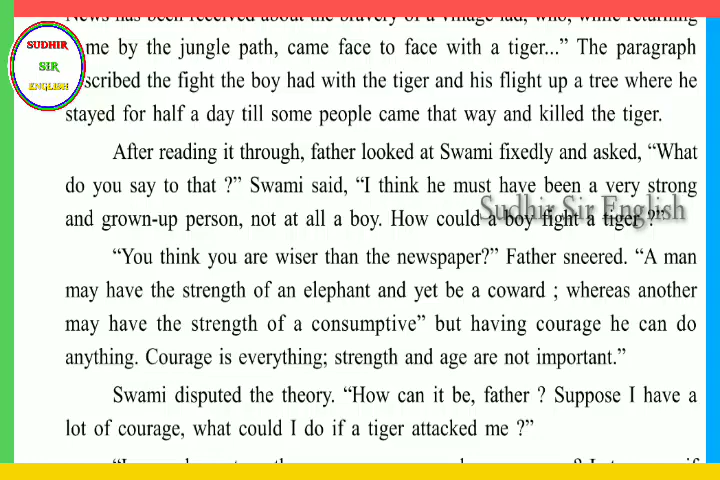 News has been received about the bravery of a village lad, who, while returning
me by the jungle path, came face to face with a tiger...” The paragraph
scribed the fight the boy had with the tiger and his flight up a tree where he
stayed for half a day till some people came that way and killed the tiger.
After reading it through, father looked at Swami fixedly and asked, “What
do you say to that ?” Swami said, “I think he must have been a very strong
and grown-up person, not at all a boy. How could a boy fight a tiger ?”
“You think you are wiser than the newspaper?” Father sneered. “A man
may have the strength of an elephant and yet be a coward ; whereas another
may have the strength of a consumptive” but having courage he can do
anything. Courage is everything; strength and age are not important.”
Swami disputed the theory. “How can it be, father ? Suppose I have a
lot of courage, what could I do if a tiger attacked me ?”
SUDHIR
SIR
ENGLISH
Sudhir Sir English